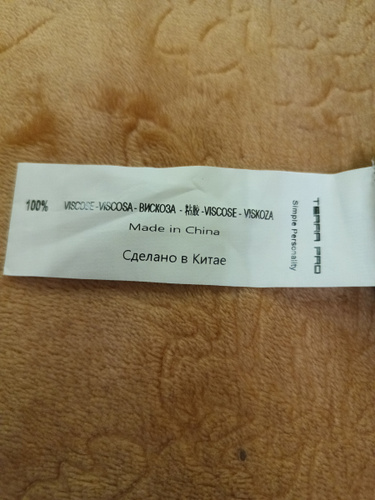 100% VISCOSE - VISCOSA - ВИСКОЗА - 粘胶 - VISCOSE - VISKOZA
Made in China
Сделано в Китае
TERRA PRO
Simple Personality